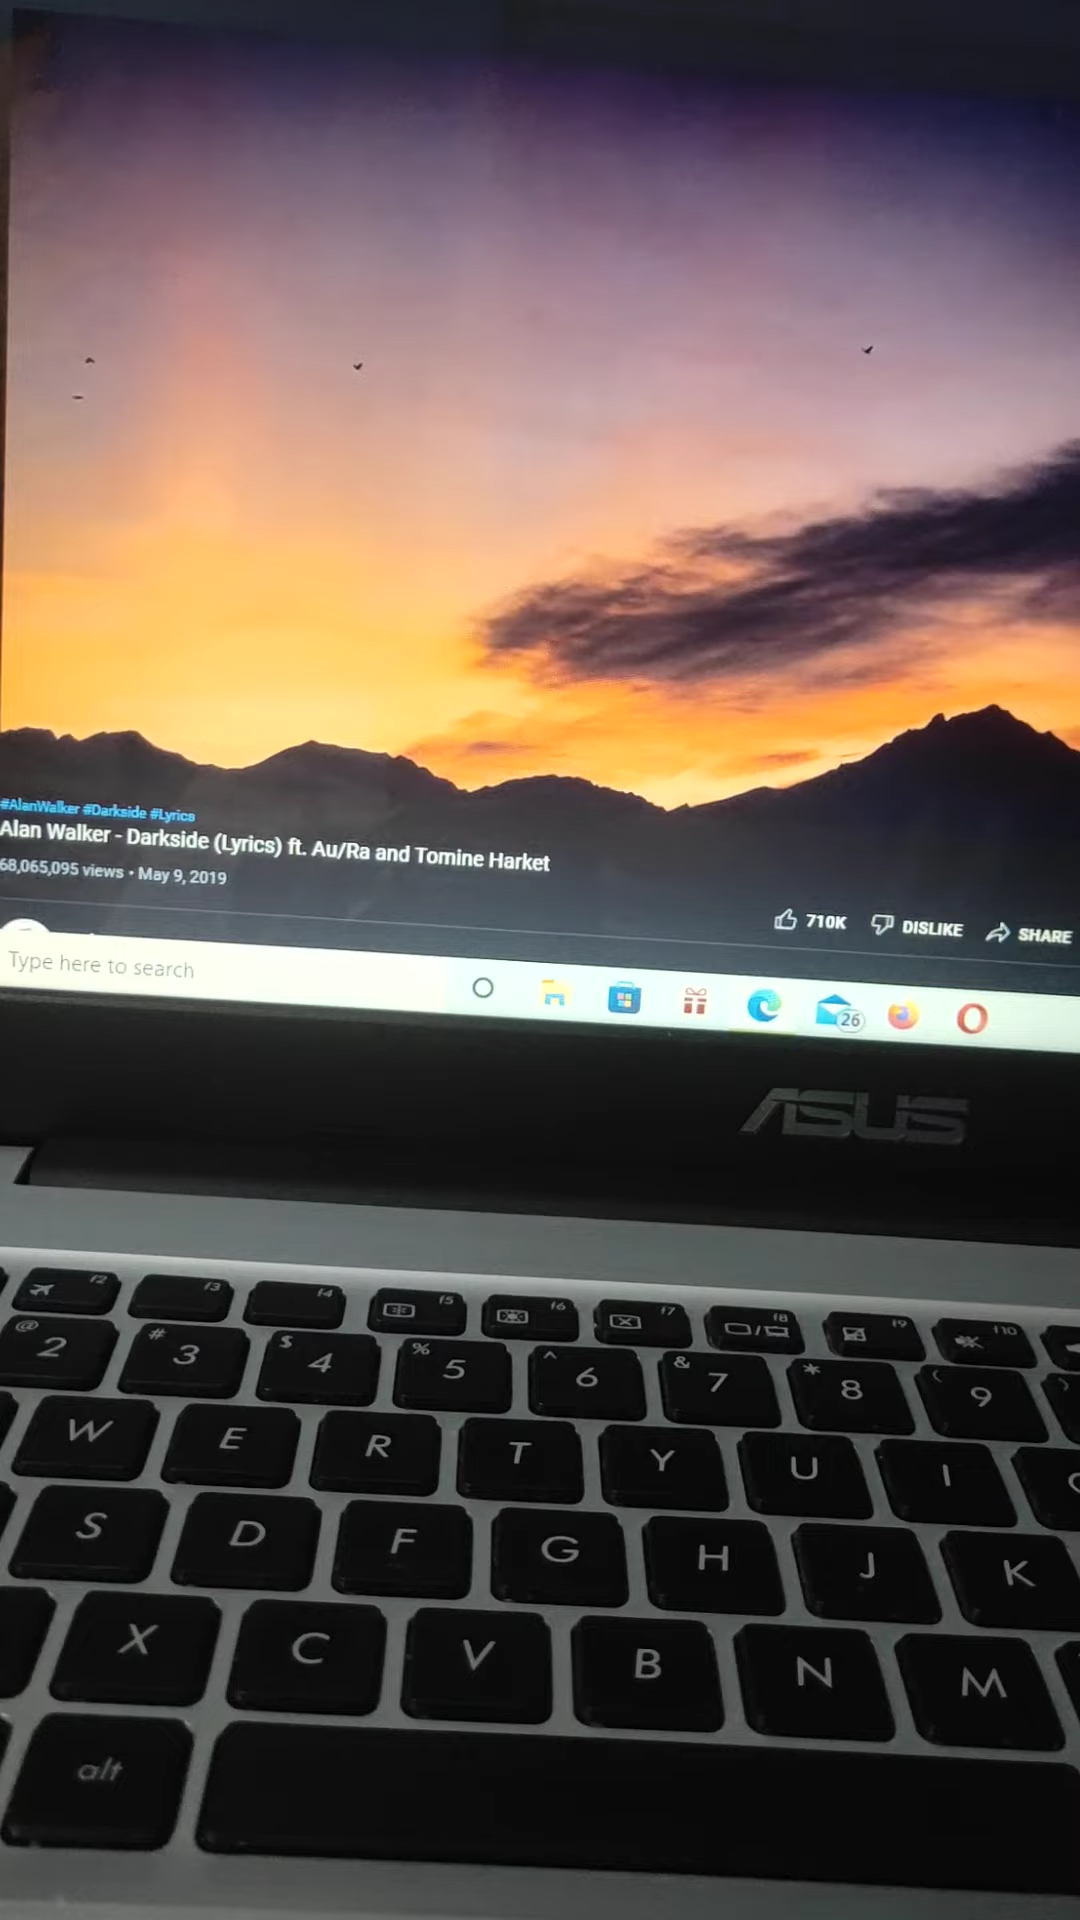 #AlanWalker #Darkside #Lyrics
Alan Walker - Darkside (Lyrics) ft. Au/Ra and Tomine Harket
68,065,095 views • May 9, 2019
710K DISLIKE SHARE
Type here to search
26
ASUS
f2 f3 f4 f5 f6 f7 f8 f9 f10
@ 2 # 3 $ 4 % 5 ^ 6 & 7 * 8 ( 9 )
W E R T Y U I
S D F G H J K
X C V B N M
alt